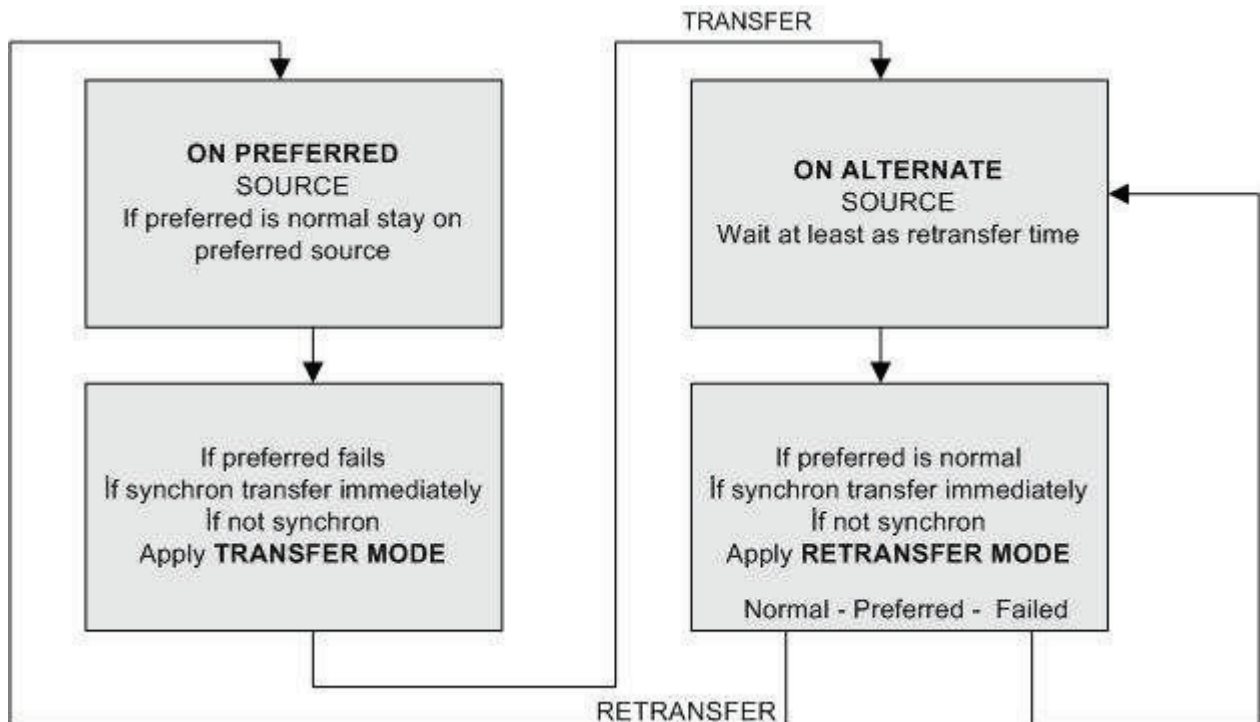 TRANSFER
ON PREFERRED
SOURCE
If preferred is normal stay on
preferred source
ON ALTERNATE
SOURCE
Wait at least as retransfer time
If preferred fails
İf synchron transfer immediately
İf not synchron
Apply TRANSFER MODE
If preferred is normal
İf synchron transfer immediately
İf not synchron
Apply RETRANSFER MODE
Normal - Preferred - Failed
RETRANSFER